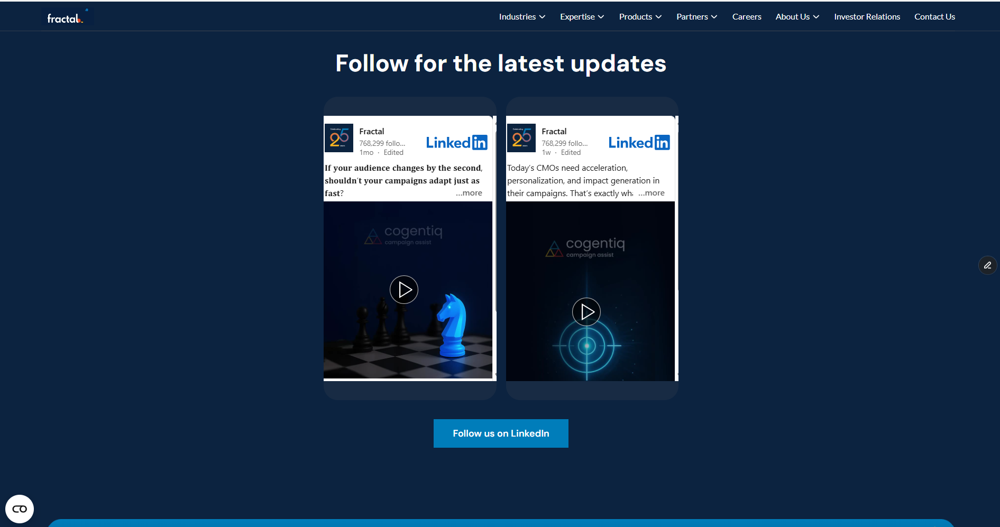 fractal
Industries Expertise Products Partners Careers About Us Investor Relations Contact Us
Follow for the latest updates
Celebrating
25
Fractal
768,299 follo...
1mo · Edited
LinkedIn
If your audience changes by the second,
shouldn't your campaigns adapt just as
fast?
...more
cogentiq
campaign assist
Celebrating
25
Fractal
768,299 follo...
1w · Edited
LinkedIn
Today's CMOs need acceleration,
personalization, and impact generation in
their campaigns. That's exactly
...more
cogentiq
campaign assist
Follow us on LinkedIn